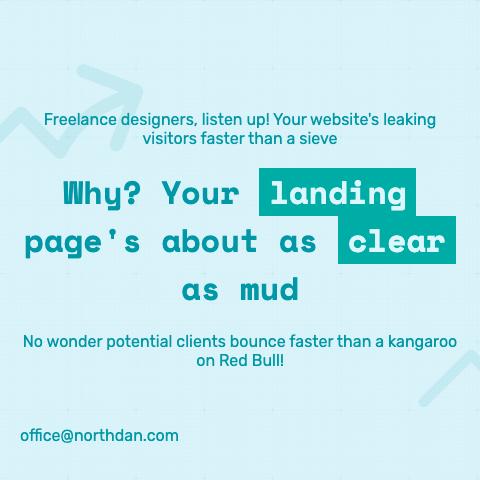 Freelance designers, listen up! Your website's leaking
visitors faster than a sieve
Why? Your landing
page's about as clear
as mud
No wonder potential clients bounce faster than a kangaroo
on Red Bull!
office@northdan.com